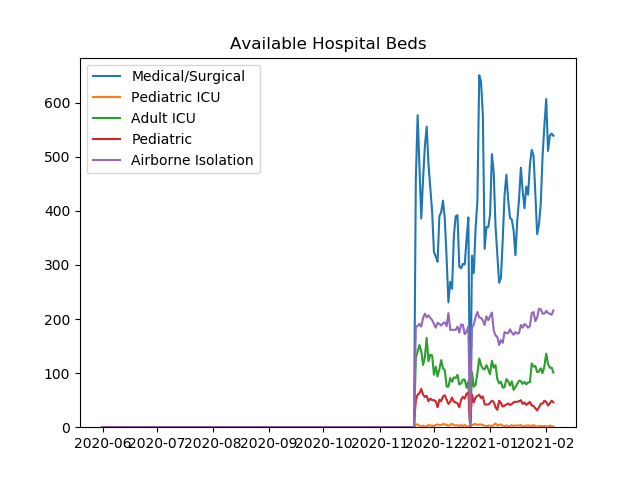 Available Hospital Beds
Medical/Surgical
Pediatric ICU
Adult ICU
Pediatric
Airborne Isolation
600
500
400
300
200
100
0
2020-06 2020-07 2020-08 2020-09 2020-10 2020-11 2020-12 2021-01 2021-02